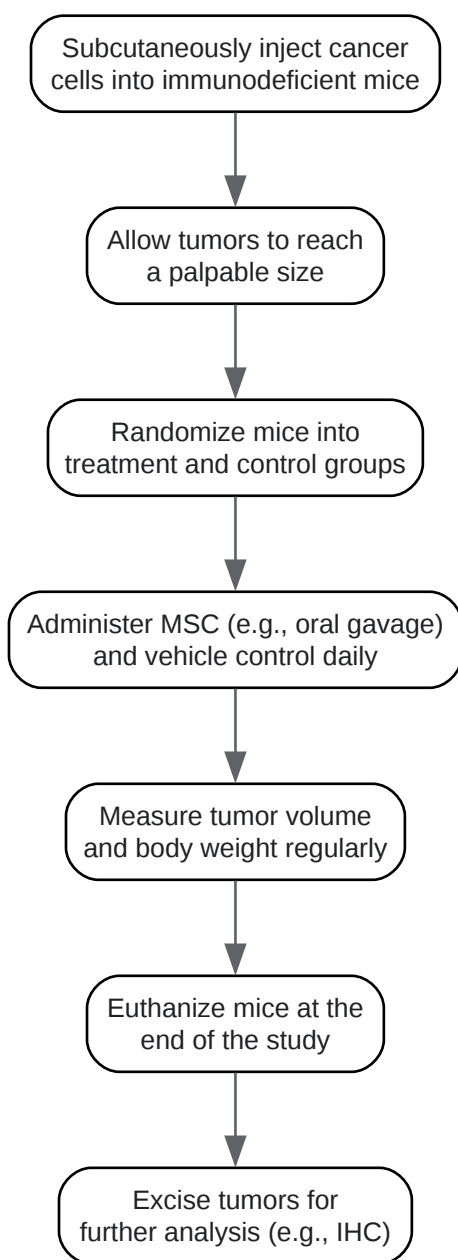 Subcutaneously inject cancer
cells into immunodeficient mice
Allow tumors to reach
a palpable size
Randomize mice into
treatment and control groups
Administer MSC (e.g., oral gavage)
and vehicle control daily
Measure tumor volume
and body weight regularly
Euthanize mice at the
end of the study
Excise tumors for
further analysis (e.g., IHC)